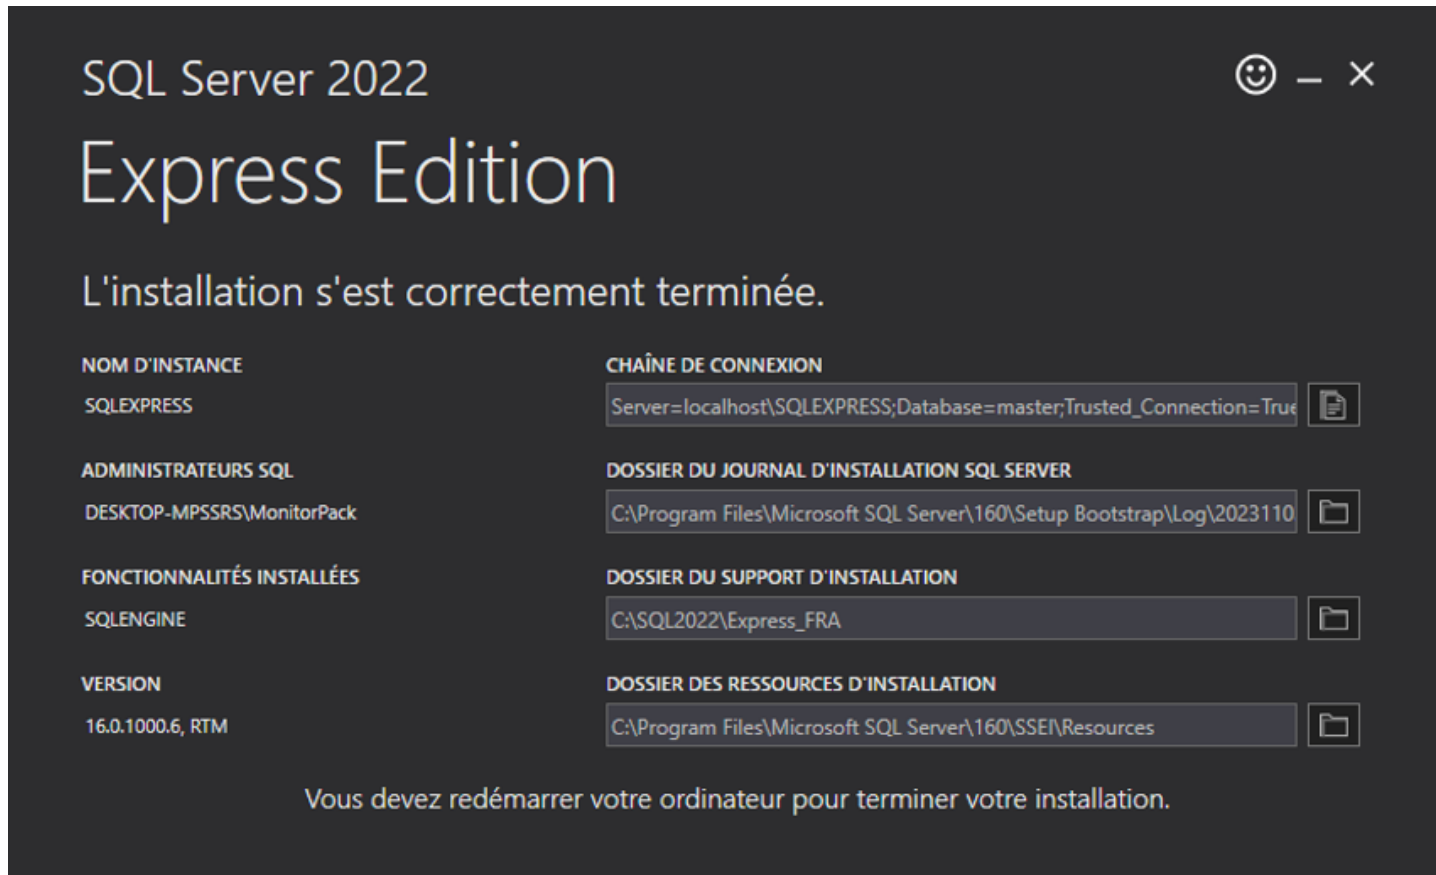 SQL Server 2022
Express Edition
L'installation s'est correctement terminée.
NOM D'INSTANCE
SQLEXPRESS
CHAÎNE DE CONNEXION
Server=localhost\SQLEXPRESS;Database=master;Trusted_Connection=True
ADMINISTRATEURS SQL
DESKTOP-MPSSRS\MonitorPack
DOSSIER DU JOURNAL D'INSTALLATION SQL SERVER
C:\Program Files\Microsoft SQL Server\160\Setup Bootstrap\Log\2023110
FONCTIONNALITÉS INSTALLÉES
SQLENGINE
DOSSIER DU SUPPORT D'INSTALLATION
C:\SQL2022\Express_FRA
VERSION
16.0.1000.6, RTM
DOSSIER DES RESSOURCES D'INSTALLATION
C:\Program Files\Microsoft SQL Server\160\SSEI\Resources
Vous devez redémarrer votre ordinateur pour terminer votre installation.